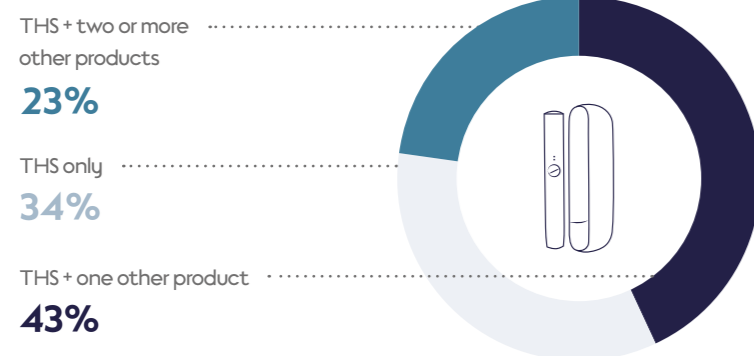 THS + two or more
other products
23%
THS only
34%
THS + one other product
43%